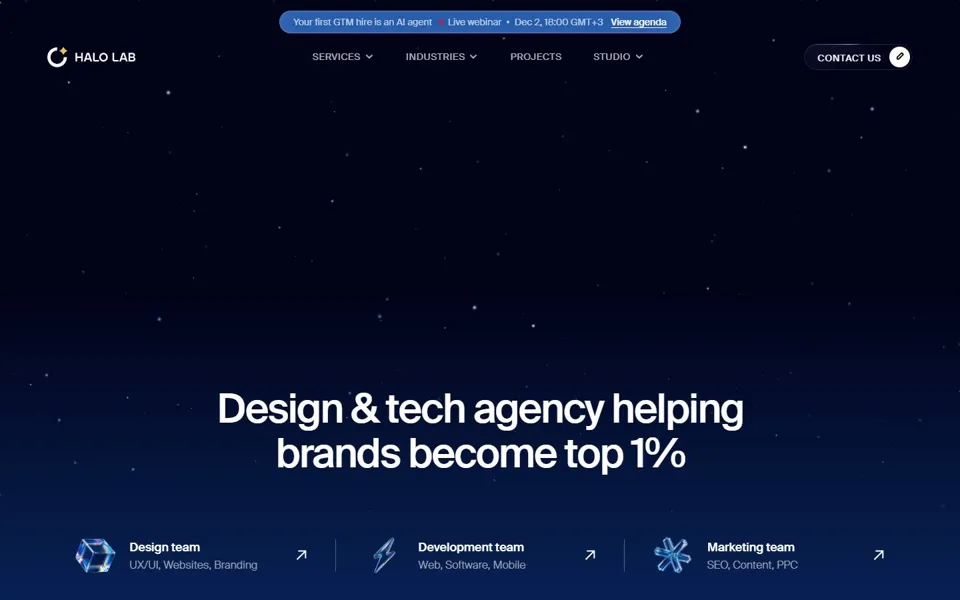 Your first GTM hire is an AI agent • Live webinar • Dec 2, 18:00 GMT+3 View agenda
HALO LAB
SERVICES
INDUSTRIES
PROJECTS
STUDIO
CONTACT US
Design & tech agency helping
brands become top 1%
Design team
UX/UI, Websites, Branding
Development team
Web, Software, Mobile
Marketing team
SEO, Content, PPC